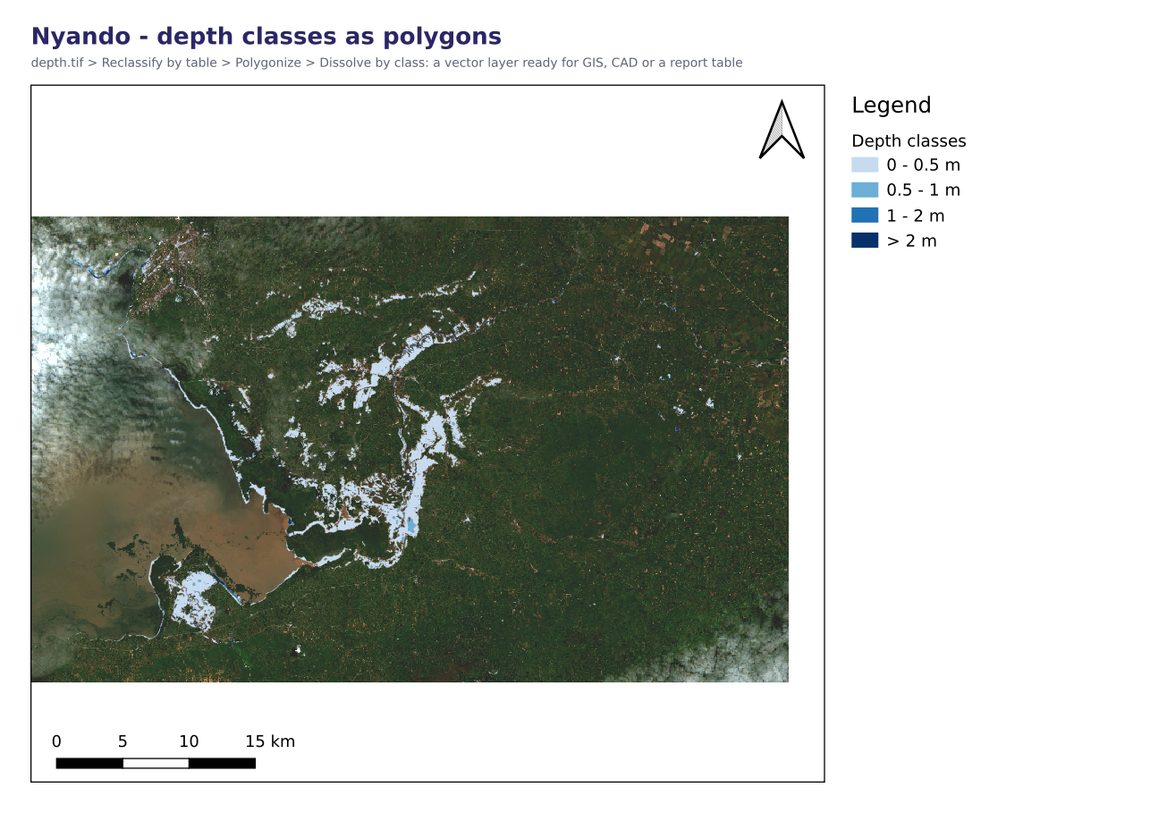 Nyando - depth classes as polygons
depth.tif > Reclassify by table > Polygonize > Dissolve by class: a vector layer ready for GIS, CAD or a report table
Legend
Depth classes
0 - 0.5 m
0.5 - 1 m
1 - 2 m
> 2 m
0 5 10 15 km